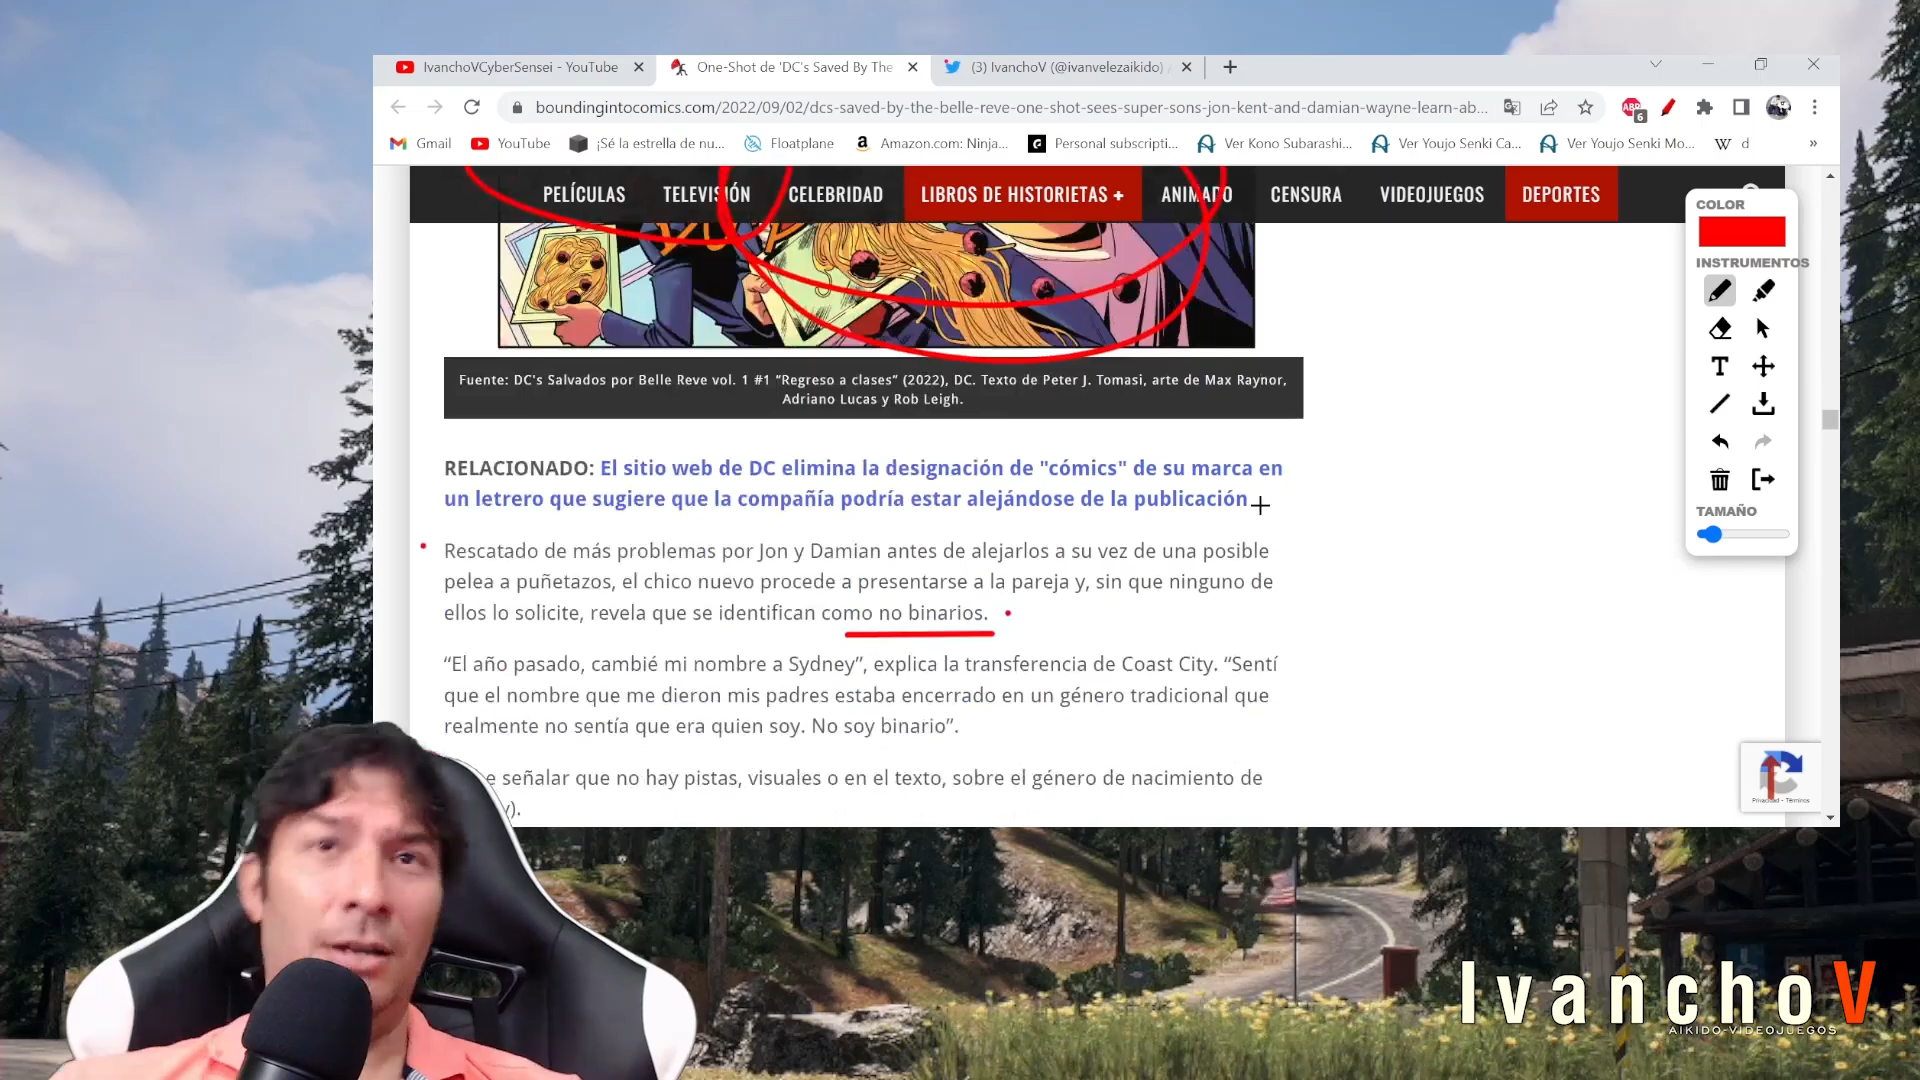 IvanchoVCyberSensei - YouTube
One-Shot de 'DC's Saved By The
(3) IvanchoV (@ivanvelezaikido)
boundingintocomics.com/2022/09/02/dcs-saved-by-the-belle-reve-one-shot-sees-super-sons-jon-kent-and-damian-wayne-learn-ab...
ABP
6
Gmail
YouTube
¡Sé la estrella de nu...
Floatplane
Amazon.com: Ninja...
Personal subscripti...
Ver Kono Subarashi...
Ver Youjo Senki Ca...
Ver Youjo Senki Mo...
W d
»
PELÍCULAS
TELEVISIÓN
CELEBRIDAD
LIBROS DE HISTORIETAS +
ANIMADO
CENSURA
VIDEOJUEGOS
DEPORTES
COLOR
INSTRUMENTOS
T
TAMAÑO
Fuente: DC's Salvados por Belle Reve vol. 1 #1 “Regreso a clases” (2022), DC. Texto de Peter J. Tomasi, arte de Max Raynor,
Adriano Lucas y Rob Leigh.
RELACIONADO: El sitio web de DC elimina la designación de "cómics" de su marca en
un letrero que sugiere que la compañía podría estar alejándose de la publicación
Rescatado de más problemas por Jon y Damian antes de alejarlos a su vez de una posible
pelea a puñetazos, el chico nuevo procede a presentarse a la pareja y, sin que ninguno de
ellos lo solicite, revela que se identifican como no binarios.
“El año pasado, cambié mi nombre a Sydney”, explica la transferencia de Coast City. “Sentí
que el nombre que me dieron mis padres estaba encerrado en un género tradicional que
realmente no sentía que era quien soy. No soy binario”.
señalar que no hay pistas, visuales o en el texto, sobre el género de nacimiento de
Privacidad - Términos
IvanchoV
AIKIDO-VIDEOJUEGOS